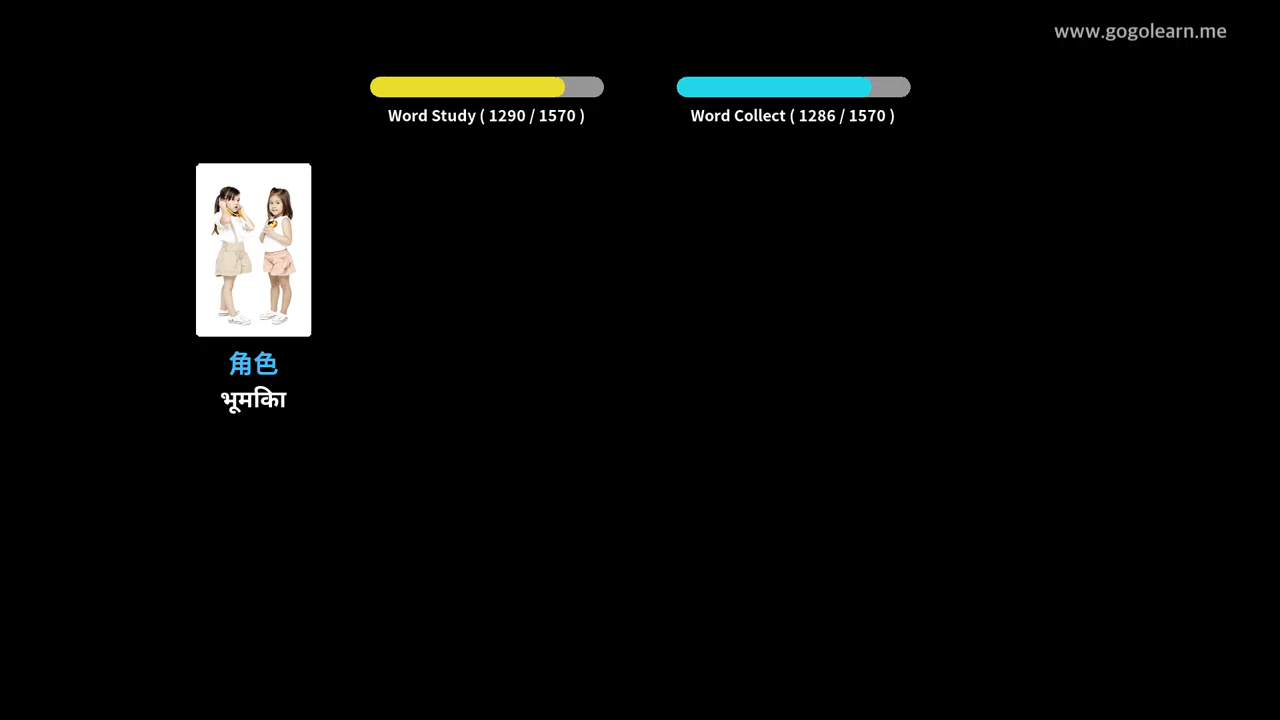 www.gogolearn.me
Word Study ( 1290 / 1570 )
Word Collect ( 1286 / 1570 )
角色
भूमिका